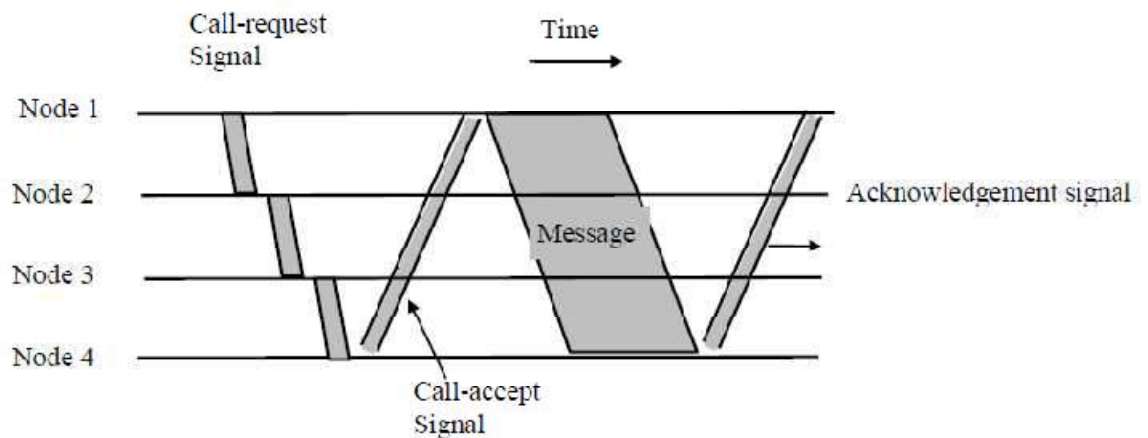 Call-request
Signal
Time
Node 1
Node 2
Acknowledgement signal
Message
Node 3
Node 4
Call-accept
Signal